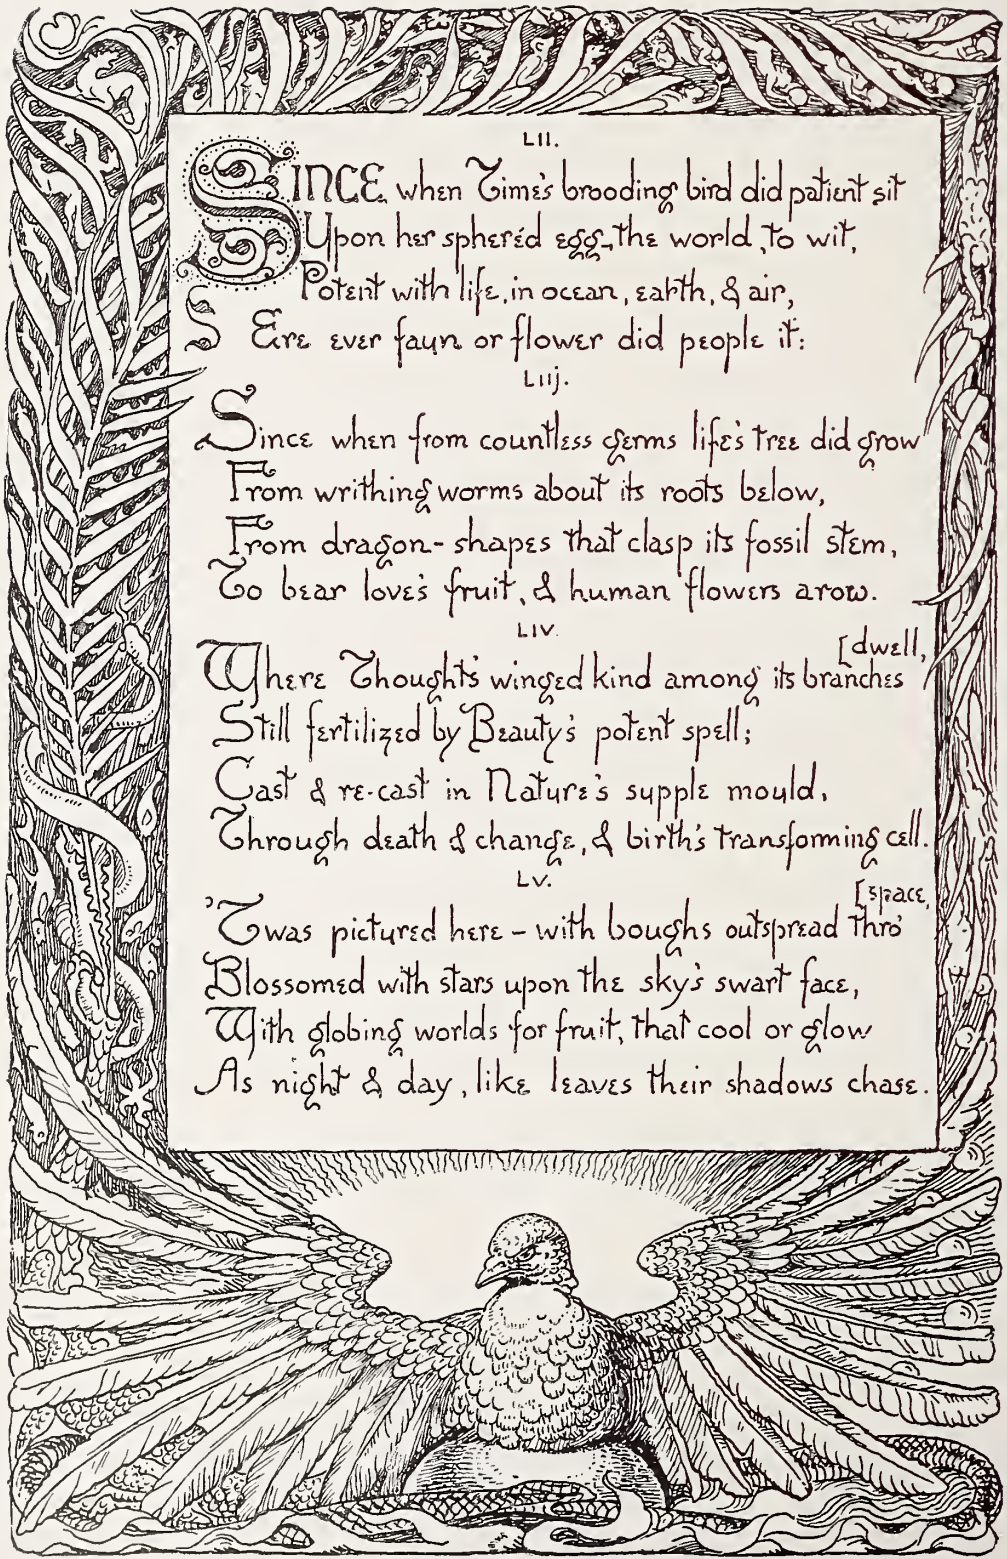 LII.
SINCE when Time's brooding bird did patient sit
Upon her spheréd egg, the world, to wit,
Potent with life, in ocean, earth, & air,
S Ere ever faun or flower did people it:
LIIj.
Since when from countless germs life's tree did grow
From writhing worms about its roots below,
From dragon-shapes that clasp its fossil stem,
To bear love's fruit, & human flowers arow.
LIV.
[dwell,
Where Thought's winged kind among its branches
Still fertilized by Beauty's potent spell;
Cast & re-cast in Nature's supple mould,
Through death & change, & birth's transforming cell.
LV.
[space,
'Twas pictured here – with boughs outspread thro'
Blossomed with stars upon the sky's swart face,
With globing worlds for fruit, that cool or glow
As night & day, like leaves their shadows chase.